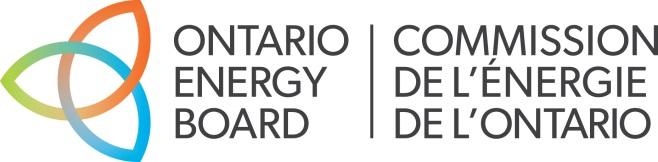 ONTARIO
ENERGY
BOARD
COMMISSION
DE L'ÉNERGIE
DE L'ONTARIO